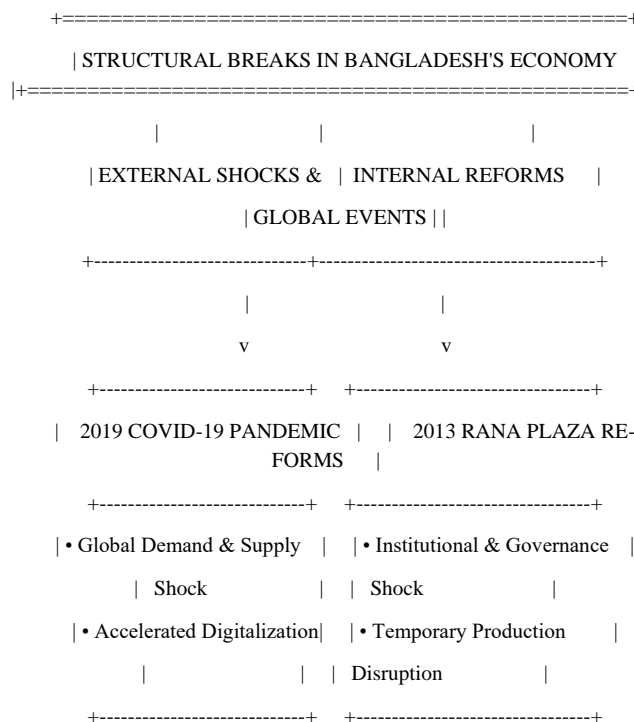 +====================================================+
| STRUCTURAL BREAKS IN BANGLADESH'S ECONOMY
|+==================================================+
| | |
| EXTERNAL SHOCKS & | INTERNAL REFORMS |
| GLOBAL EVENTS | |
+------------------------------+---------------------------------------+
| |
v v
+-----------------------------+ +---------------------------------+
| 2019 COVID-19 PANDEMIC | | 2013 RANA PLAZA RE-
FORMS |
+------------------------------+ +---------------------------------+
| • Global Demand & Supply | | • Institutional & Governance |
| Shock | | Shock |
| • Accelerated Digitalization| | • Temporary Production |
| | | Disruption |
+-----------------------------+ +---------------------------------+